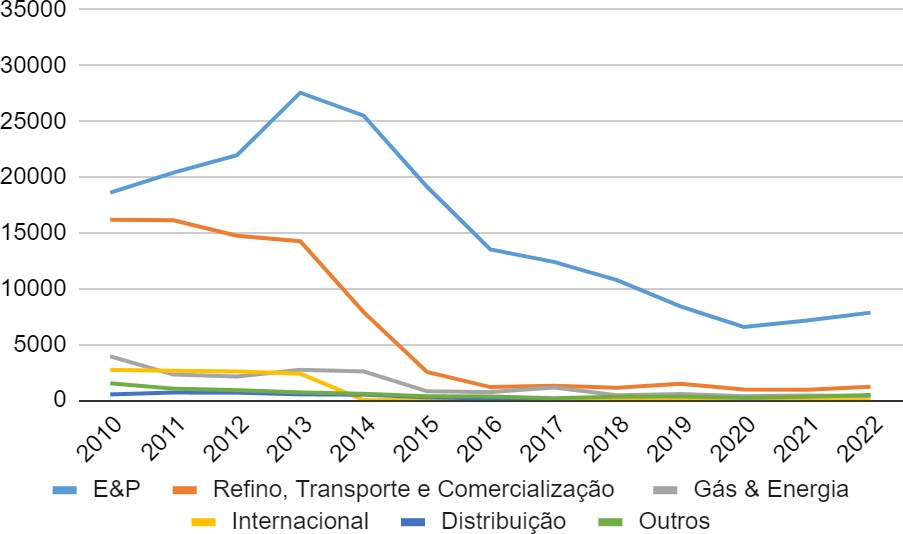 35000
30000
25000
20000
15000
10000
5000
0
2010 2011 2012 2013 2014 2015 2016 2017 2018 2019 2020 2021 2022
E&P Refino, Transporte e Comercialização Gás & Energia
Internacional Distribuição Outros